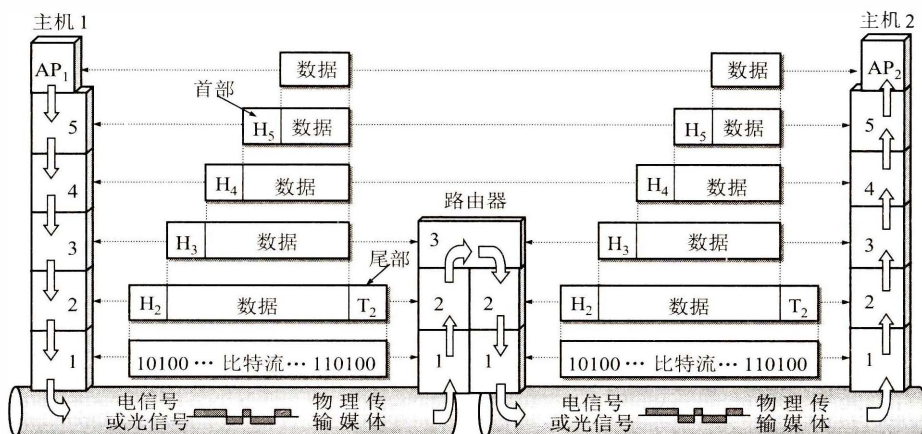 主机 1
主机 2
AP1
数据
数据
AP2
首部
5
H5 数据
H5 数据
5
4
H4 数据
H4 数据
4
路由器
3
H3 数据
3
H3 数据
3
尾部
2
H2 数据 T2
2
2
H2 数据 T2
2
1
10100 … 比特流 … 110100
1
1
10100 … 比特流 … 110100
1
电信号
或光信号
物 理 传
输 媒 体
电信号
或光信号
物 理 传
输 媒 体